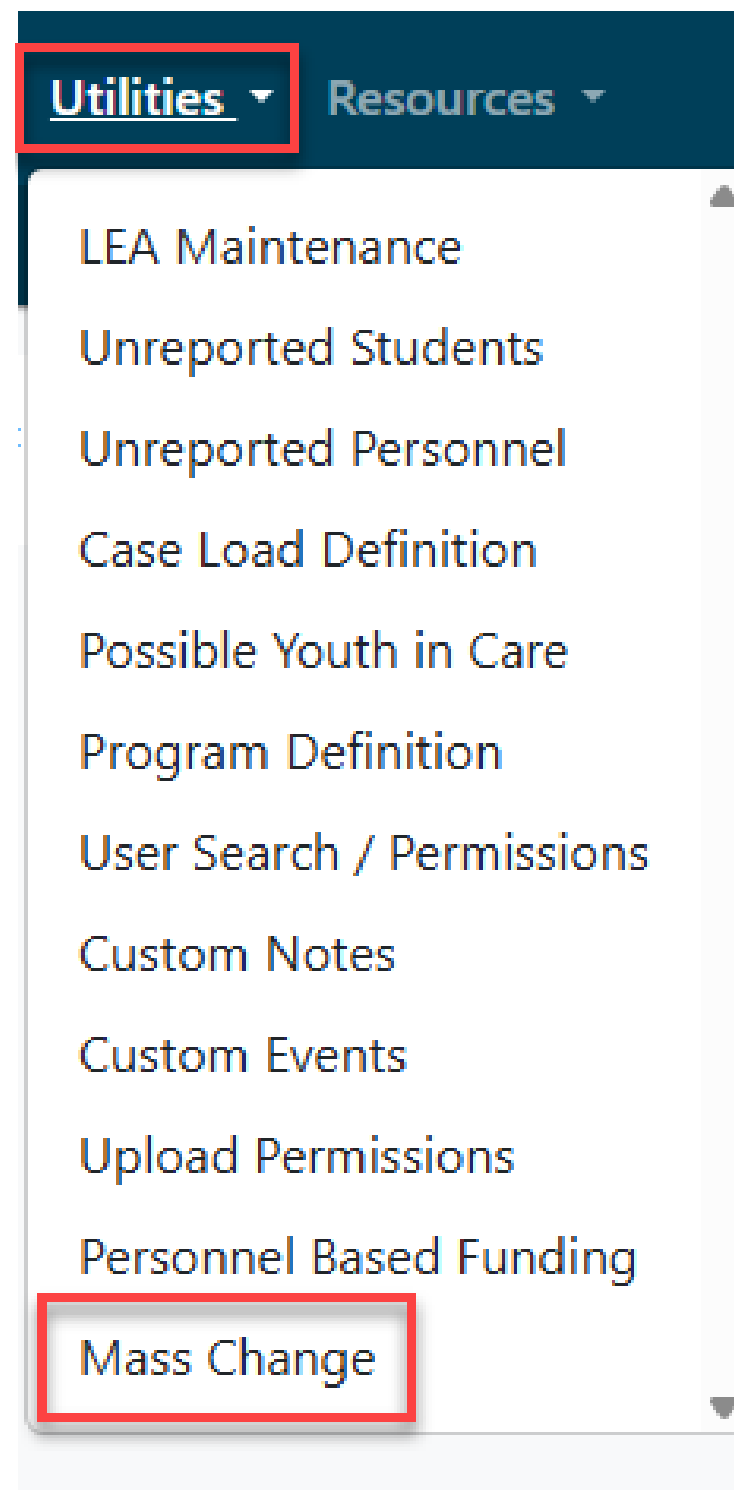 Utilities Resources
LEA Maintenance
Unreported Students
Unreported Personnel
Case Load Definition
Possible Youth in Care
Program Definition
User Search / Permissions
Custom Notes
Custom Events
Upload Permissions
Personnel Based Funding
Mass Change